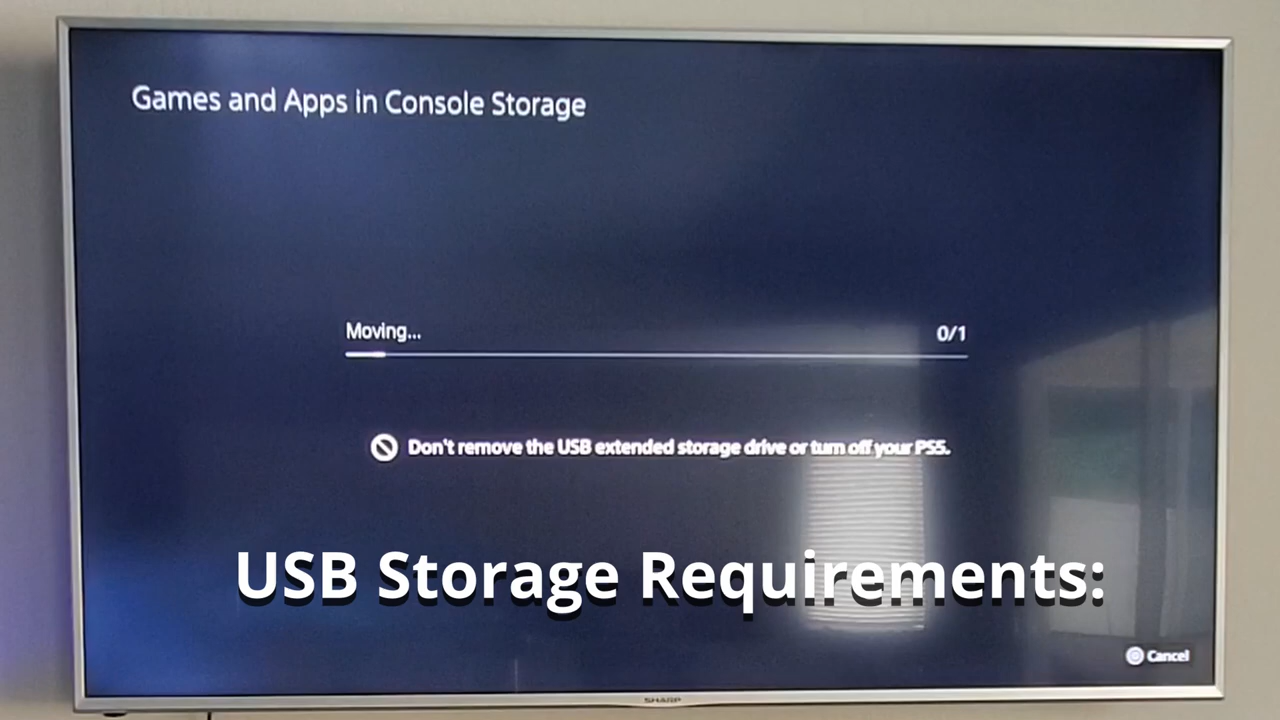 Games and Apps in Console Storage
Moving... 0/1
Don't remove the USB extended storage drive or turn off your PS5.
USB Storage Requirements:
Cancel
SHARP